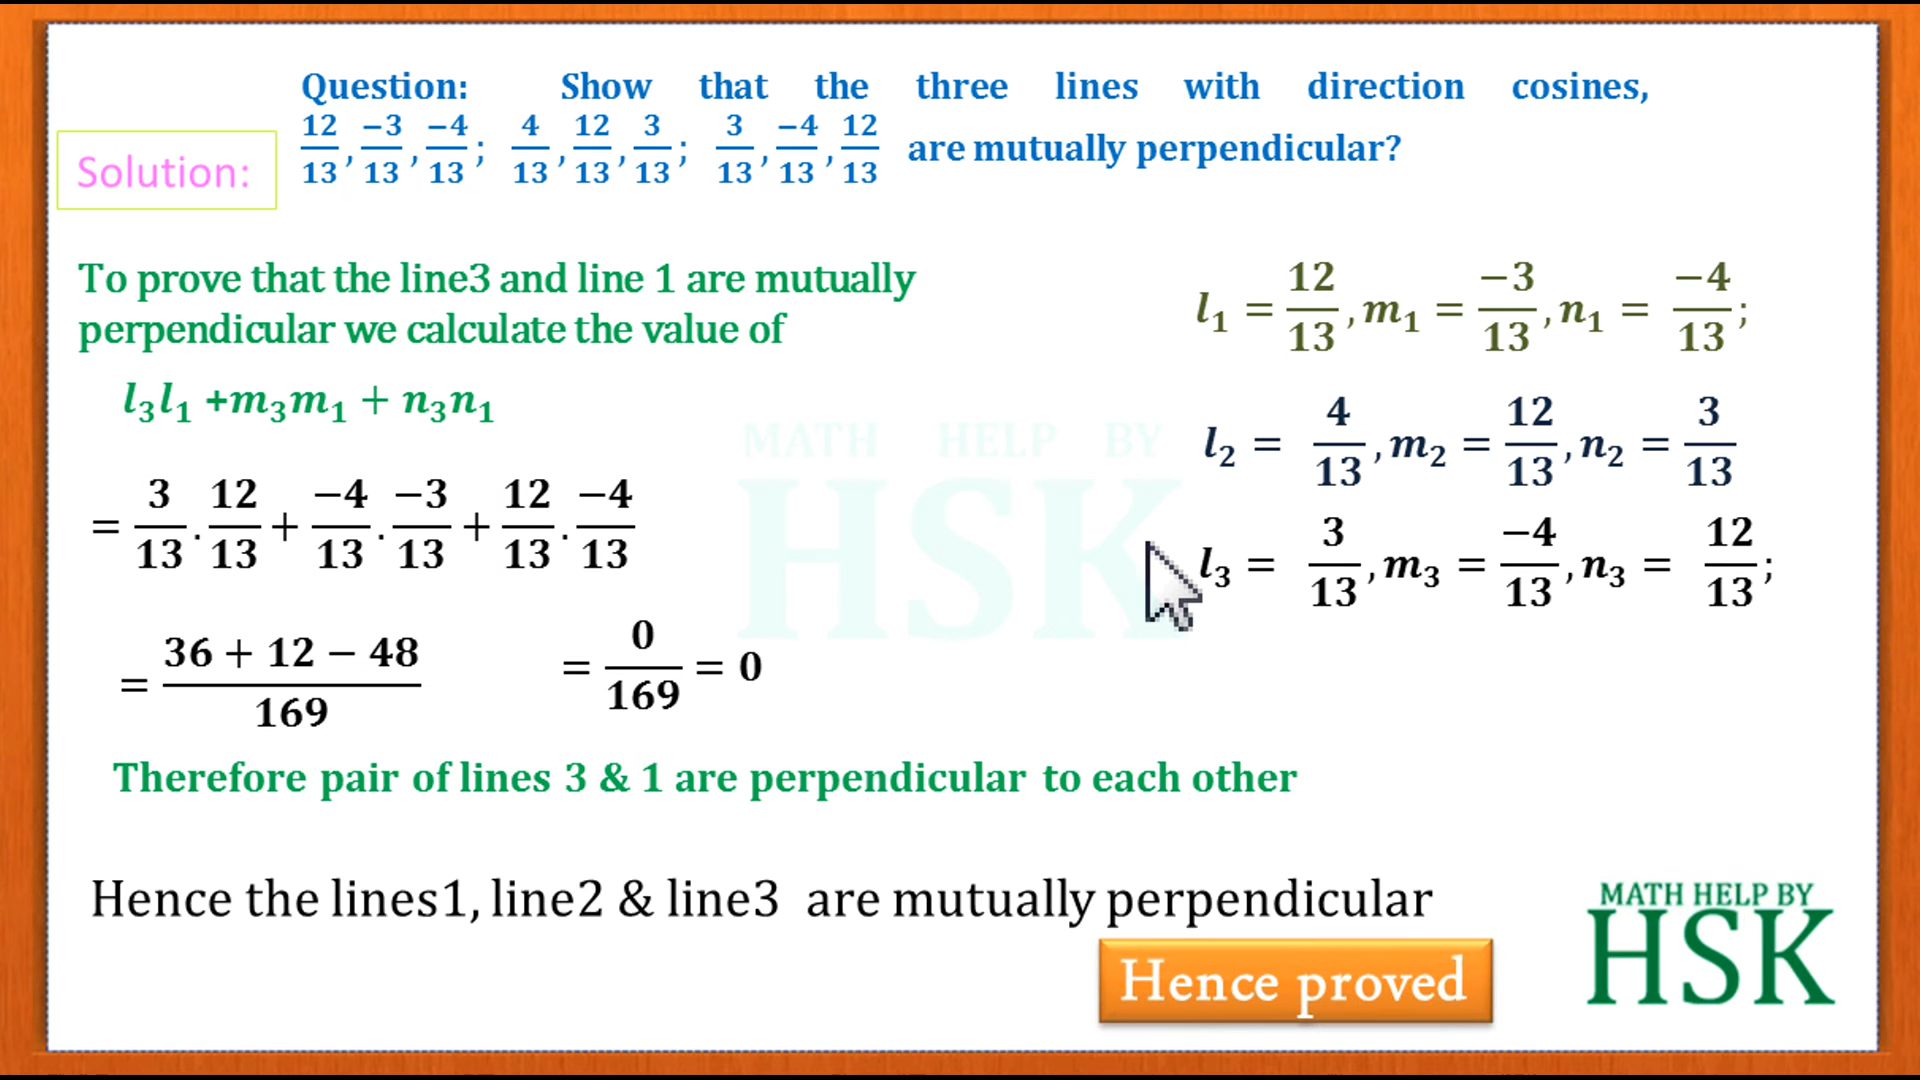 Question: Show that the three lines with direction cosines,
12/13, −3/13, −4/13; 4/13, 12/13, 3/13; 3/13, −4/13, 12/13 are mutually perpendicular?
Solution:
To prove that the line3 and line 1 are mutually
perpendicular we calculate the value of
l₃l₁ +m₃m₁ + n₃n₁
= 3/13 . 12/13 + −4/13 . −3/13 + 12/13 . −4/13
= (36 + 12 − 48)/169 = 0/169 = 0
l₁ = 12/13, m₁ = −3/13, n₁ = −4/13;
l₂ = 4/13, m₂ = 12/13, n₂ = 3/13
l₃ = 3/13, m₃ = −4/13, n₃ = 12/13;
MATH HELP BY
HSK
Therefore pair of lines 3 & 1 are perpendicular to each other
Hence the lines1, line2 & line3 are mutually perpendicular
Hence proved
MATH HELP BY
HSK